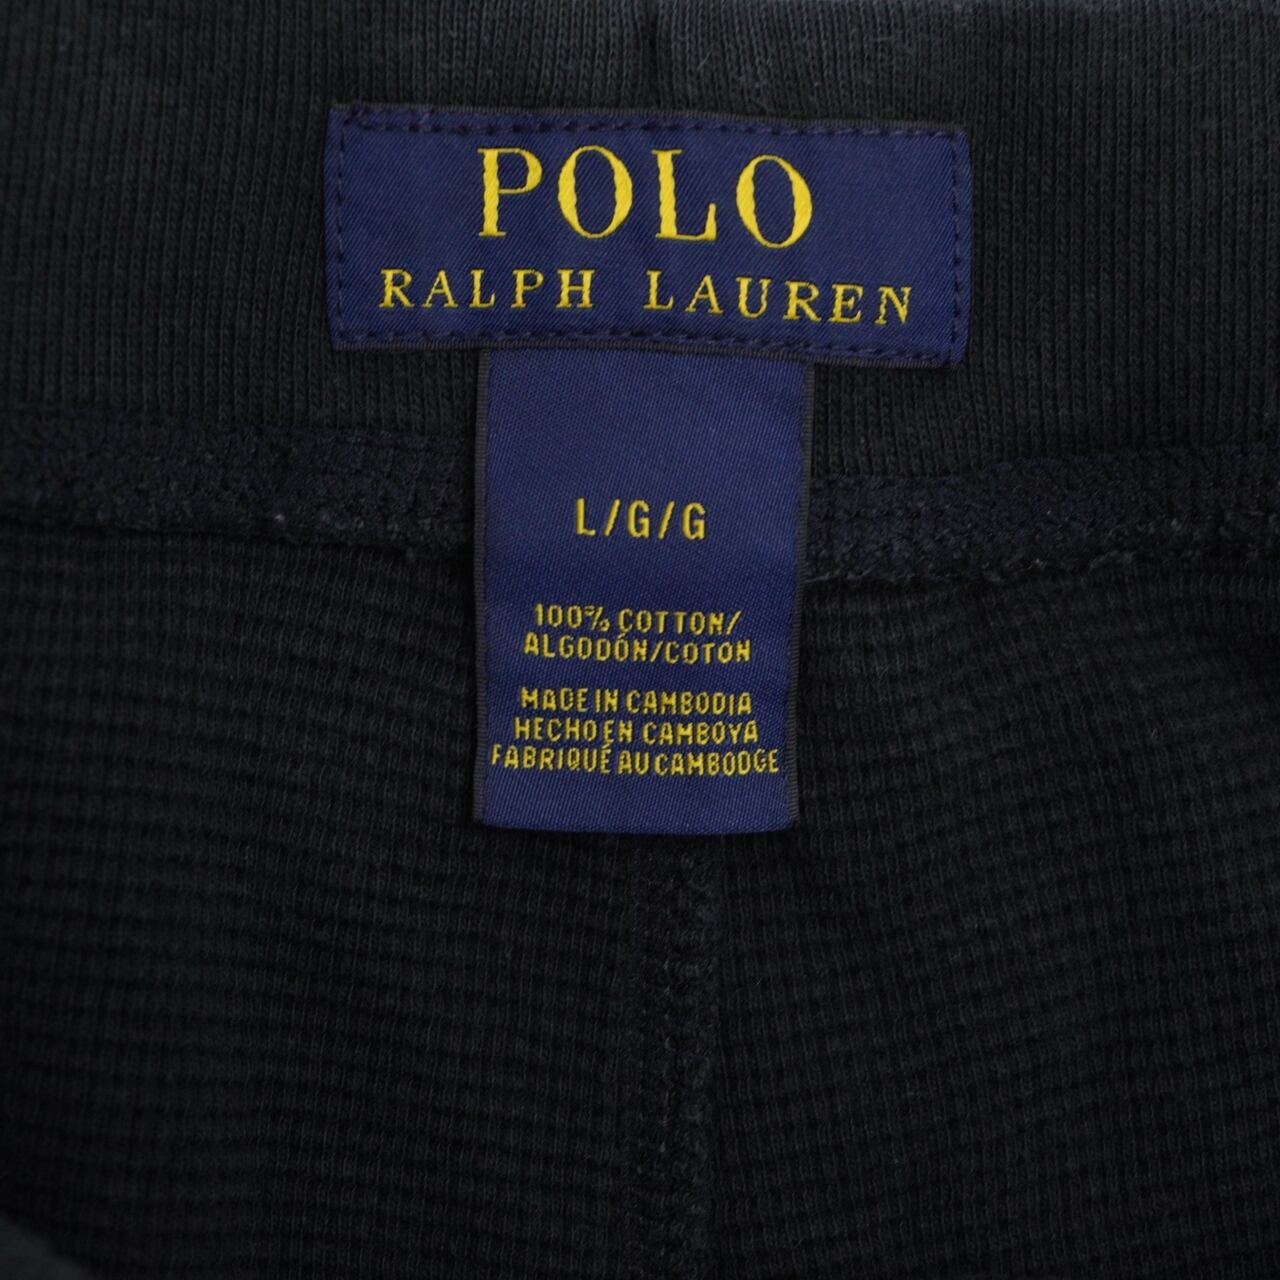 POLO
RALPH LAUREN
L/G/G
100% COTTON/
ALGODÓN/COTON
MADE IN CAMBODIA
HECHO EN CAMBOYA
FABRIQUÉ AU CAMBODGE